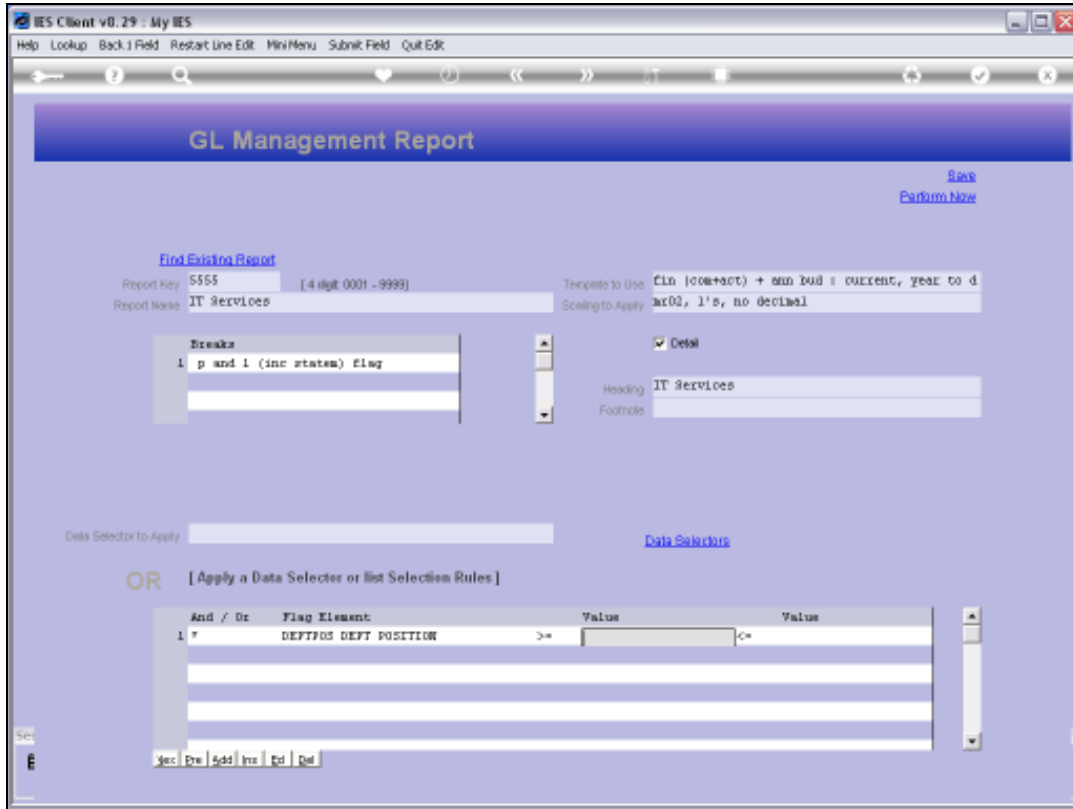 IES Client v8.29 : My IES
Help Lookup Back 1 Field Restart Line Edit MiniMenu Submit Field Quit Edit
GL Management Report
Save
Perform Now
Find Existing Report
Report Key 5555 [ 4 digit 0001 - 9999] Template to Use fin (com+act) + ann bud : current, year to d
Report Name IT Services Scaling to Apply mr02, 1's, no decimal
Breaks
1 p and l (inc statem) flag
Detail
Heading IT Services
Footnote
Data Selector to Apply Data Selectors
OR [ Apply a Data Selector or list Selection Rules ]
And / Or Flag Element Value Value
1 * DEPTPOS DEPT POSITION >= <=
Ses
Nex Pre Add Ins Ed Del